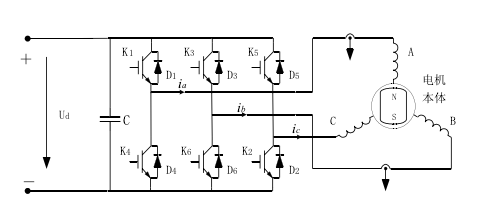 K1
K3
K5
A
+
D1
D3
D5
电机
本体
ia
N
Ud
ib
S
C
ic
C
B
K4
K6
K2
D4
D6
D2
−